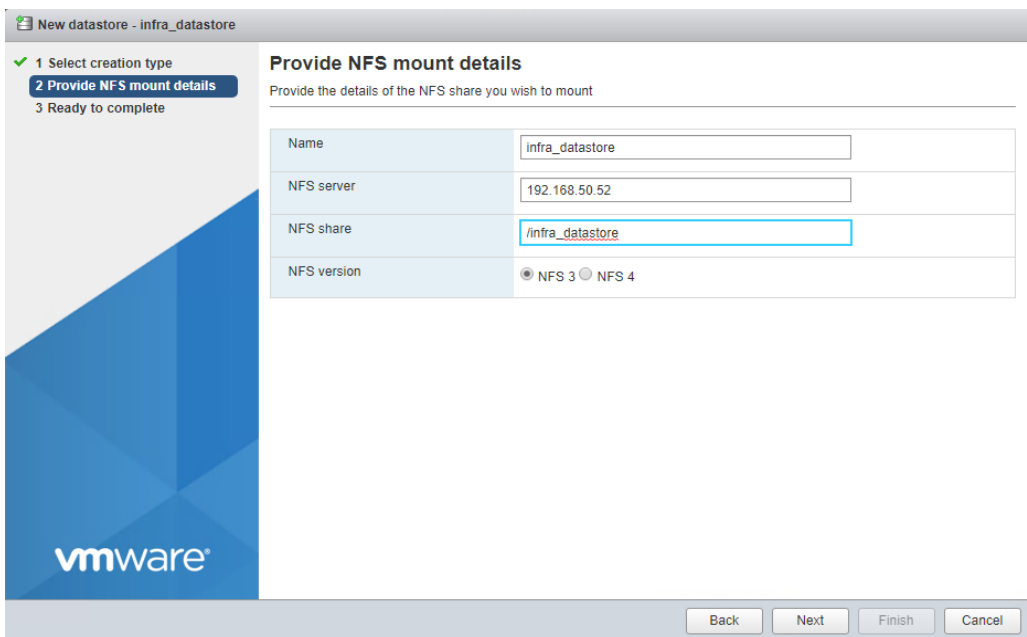 New datastore - infra_datastore
1 Select creation type
2 Provide NFS mount details
3 Ready to complete
Provide NFS mount details
Provide the details of the NFS share you wish to mount
Name
infra_datastore
NFS server
192.168.50.52
NFS share
/infra_datastore
NFS version
NFS 3 NFS 4
vmware®
Back Next Finish Cancel